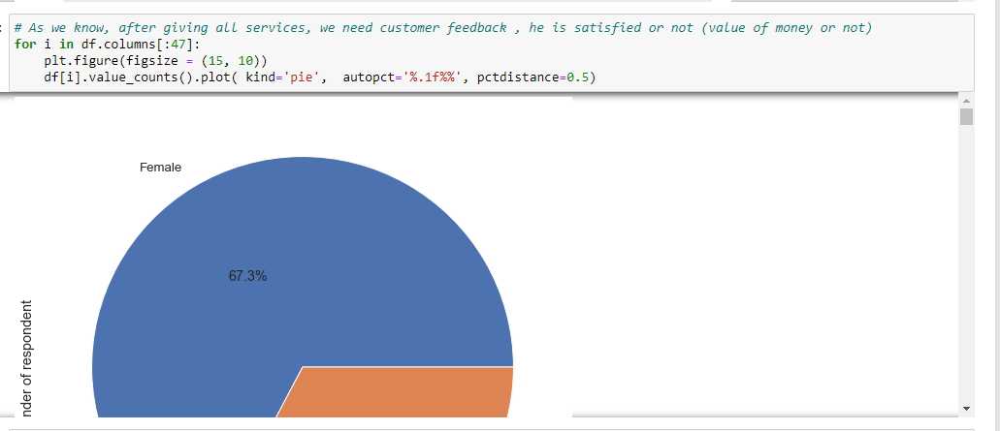 # As we know, after giving all services, we need customer feedback , he is satisfied or not (value of money or not)
for i in df.columns[:47]:
    plt.figure(figsize = (15, 10))
    df[i].value_counts().plot( kind='pie',  autopct='%.1f%%', pctdistance=0.5)
Female
67.3%
nder of respondent